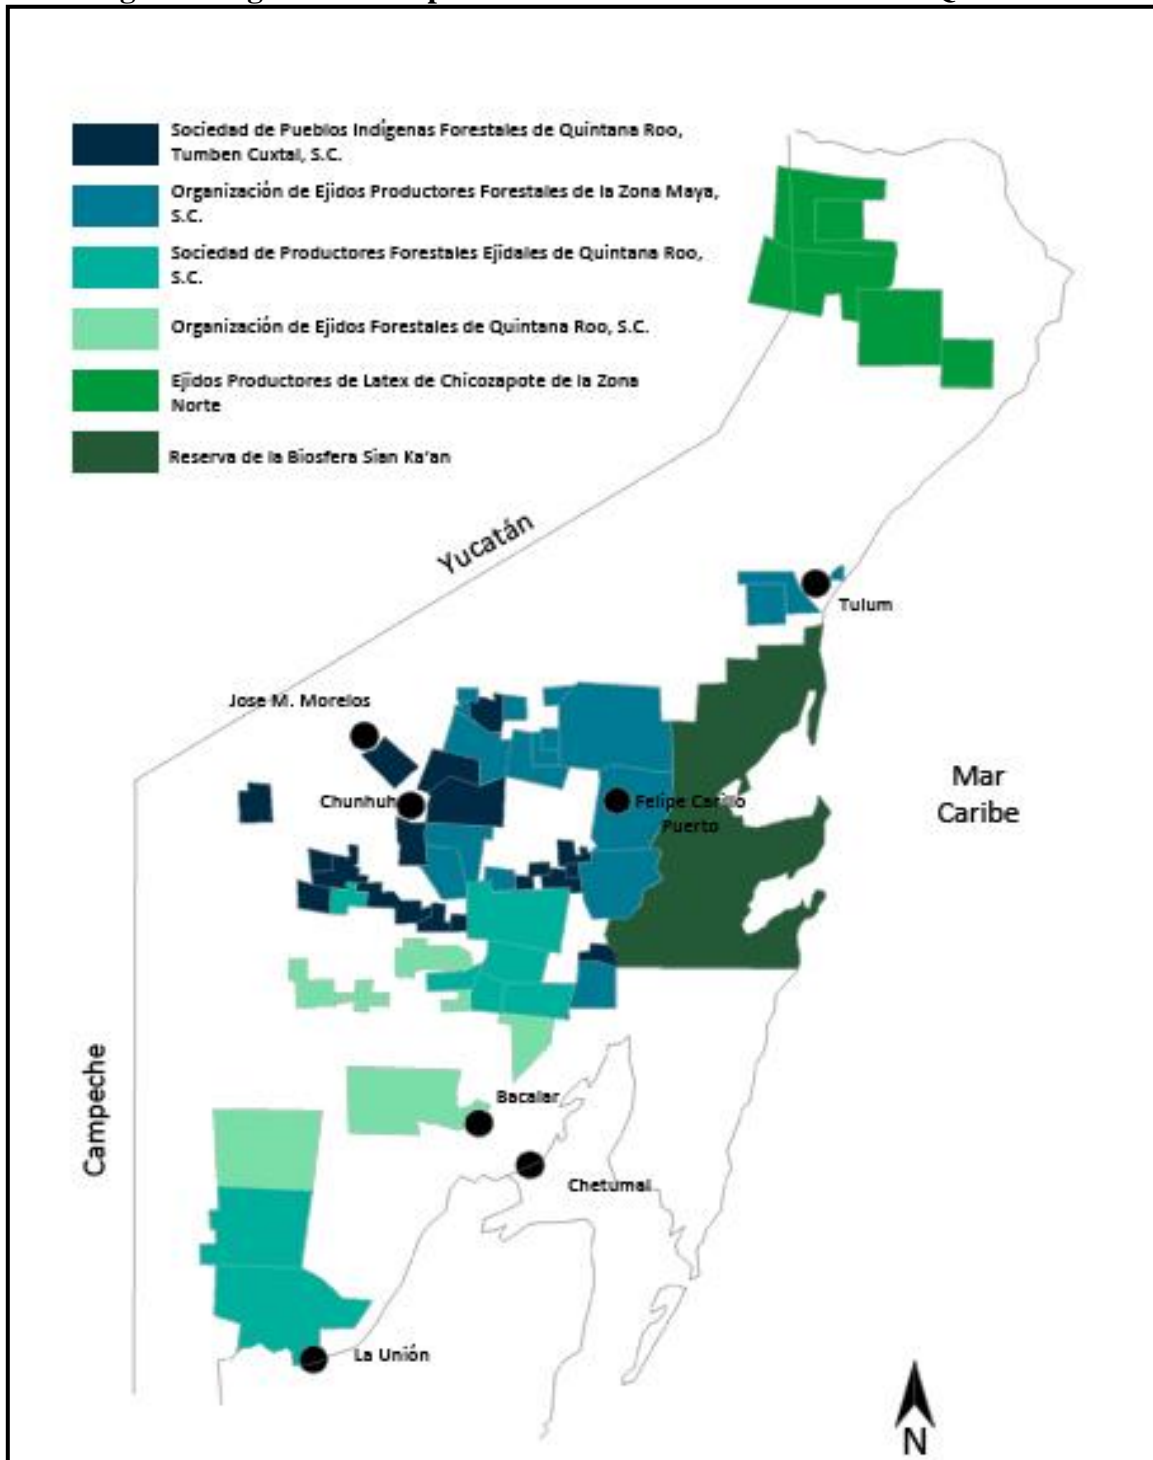 Sociedad de Pueblos Indígenas Forestales de Quintana Roo,
Tumben Cuxtal, S.C.
Organización de Ejidos Productores Forestales de la Zona Maya,
S.C.
Sociedad de Productores Forestales Ejidales de Quintana Roo,
S.C.
Organización de Ejidos Forestales de Quintana Roo, S.C.
Ejidos Productores de Latex de Chicozapote de la Zona
Norte
Reserva de la Biosfera Sian Ka'an
Yucatán
Tulum
Jose M. Morelos
Mar
Caribe
Chunhuh
Felipe Carillo
Puerto
Campeche
Bacalar
Chetumal
La Unión
N